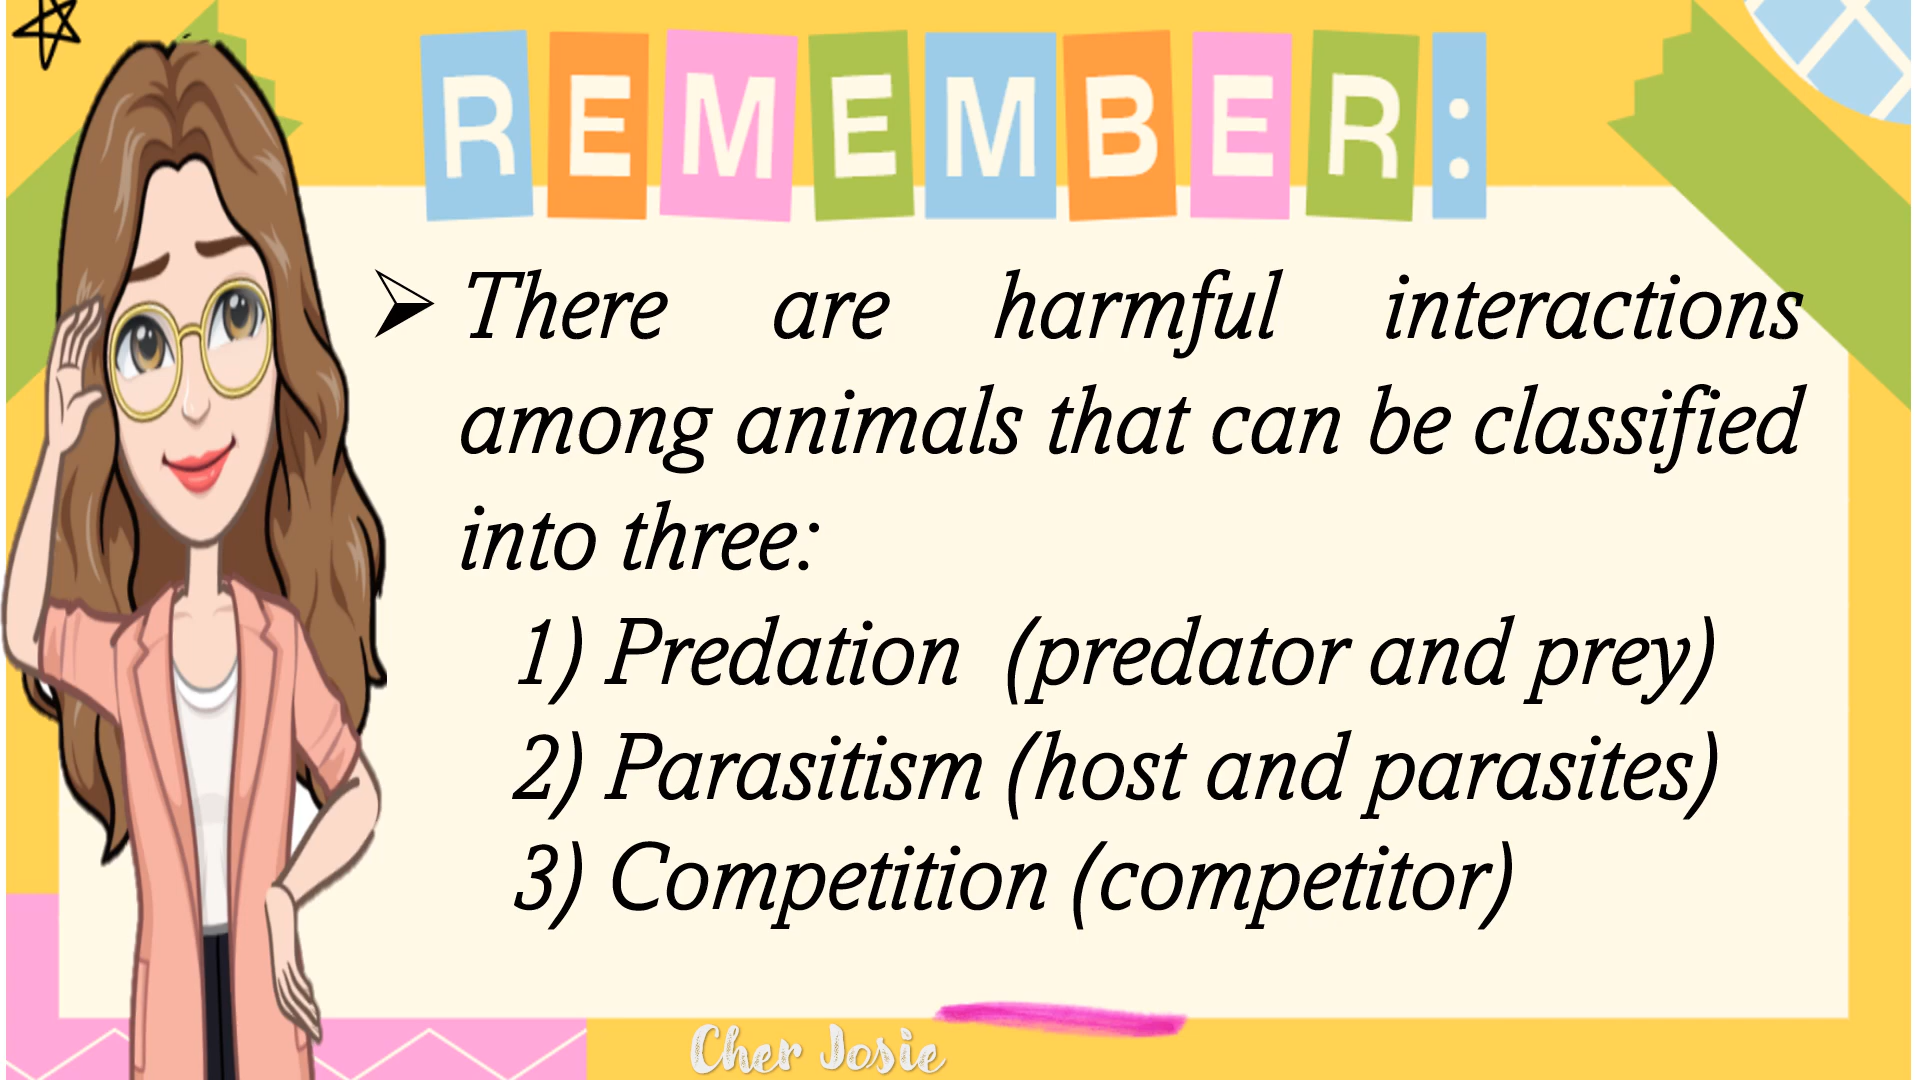 REMEMBER:
➢ There are harmful interactions
among animals that can be classified
into three:
1) Predation (predator and prey)
2) Parasitism (host and parasites)
3) Competition (competitor)
Cher Josie